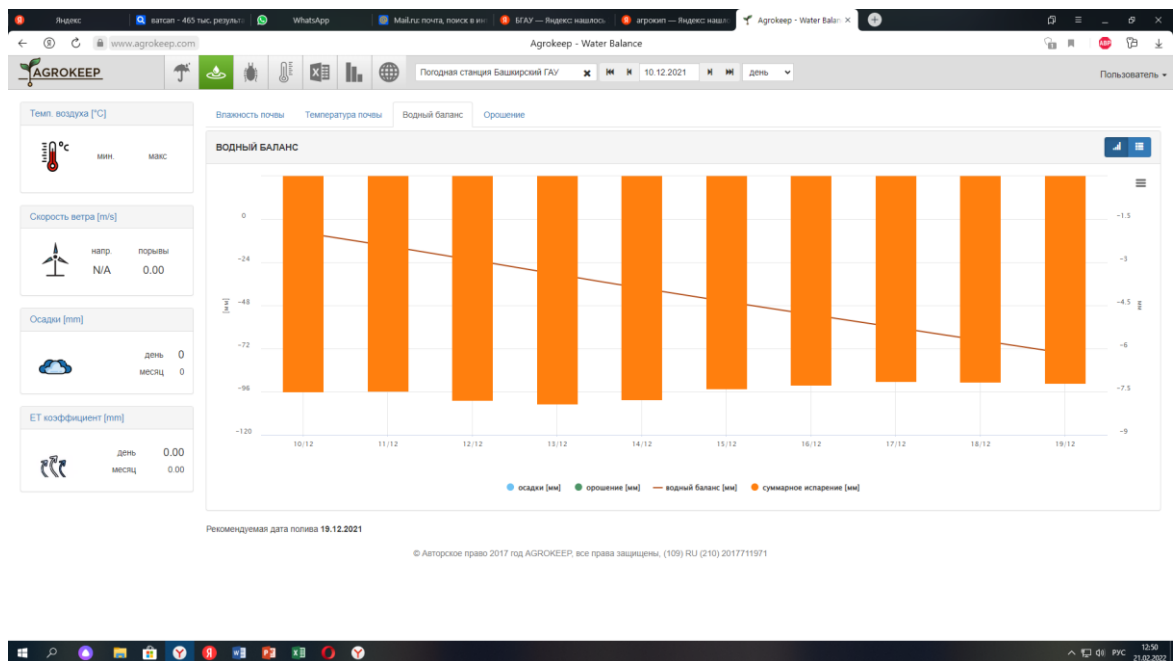 Яндекс
ватсап - 465 тыс. результ
WhatsApp
Mail.ru: почта, поиск в инт
БГАУ — Яндекс: нашлось
агрокип — Яндекс: нашло
Agrokeep - Water Balan
www.agrokeep.com
Agrokeep - Water Balance
ABP
AGROKEEP
Погодная станция Башкирский ГАУ
10.12.2021
день
Пользователь
Темп. воздуха [°C]
°c
мин. макс
Скорость ветра [m/s]
напр. порывы
N/A 0.00
Осадки [mm]
день 0
месяц 0
ET коэффициент [mm]
день 0.00
месяц 0.00
Влажность почвы Температура почвы Водный баланс Орошение
ВОДНЫЙ БАЛАНС
0 -1.5
-24 -3
-48 -4.5
[мм] мм
-72 -6
-96 -7.5
-120 -9
10/12 11/12 12/12 13/12 14/12 15/12 16/12 17/12 18/12 19/12
осадки [мм] орошение [мм] водный баланс [мм] суммарное испарение [мм]
Рекомендуемая дата полива 19.12.2021
© Авторское право 2017 год AGROKEEP, все права защищены, (109) RU (210) 2017711971
РУС
12:50
21.02.2022